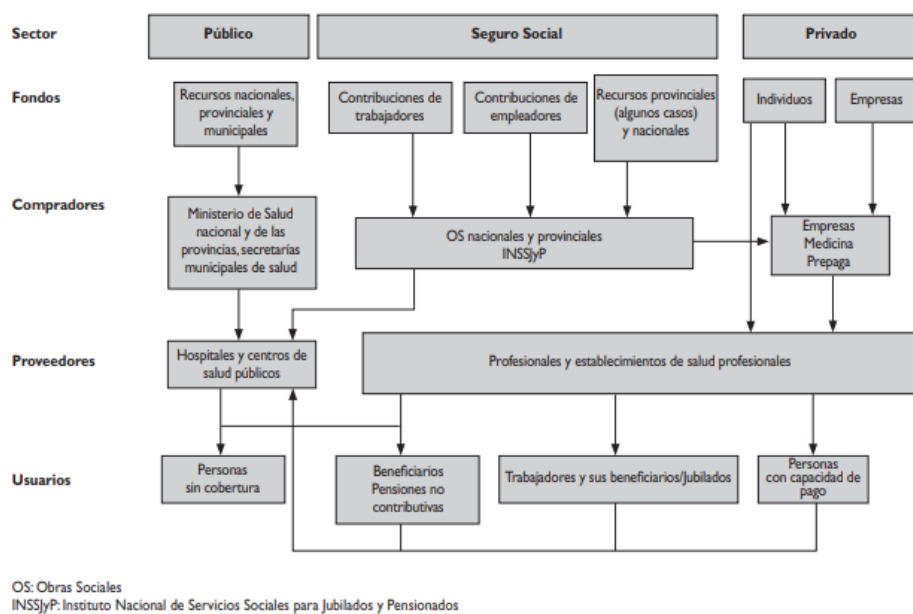 Sector
Público
Seguro Social
Privado
Fondos
Recursos nacionales,
provinciales y
municipales
Contribuciones de
trabajadores
Contribuciones de
empleadores
Recursos provinciales
(algunos casos)
y nacionales
Individuos
Empresas
Compradores
Ministerio de Salud
nacional y de las
provincias, secretarías
municipales de salud
OS nacionales y provinciales
INSSJyP
Empresas
Medicina
Prepaga
Proveedores
Hospitales y centros de
salud públicos
Profesionales y establecimientos de salud profesionales
Usuarios
Personas
sin cobertura
Beneficiarios
Pensiones no
contributivas
Trabajadores y sus beneficiarios/Jubilados
Personas
con capacidad de
pago
OS: Obras Sociales
INSSJyP: Instituto Nacional de Servicios Sociales para Jubilados y Pensionados